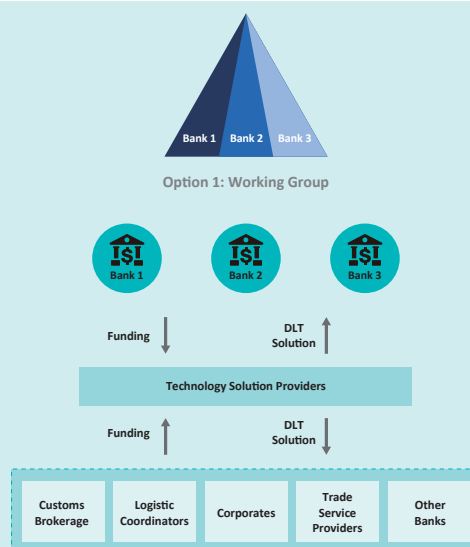 Bank 1 Bank 2 Bank 3
Option 1: Working Group
$ $ $
Bank 1 Bank 2 Bank 3
Funding
DLT
Solution
Technology Solution Providers
Funding
DLT
Solution
Customs
Brokerage
Logistic
Coordinators
Corporates
Trade
Service
Providers
Other
Banks